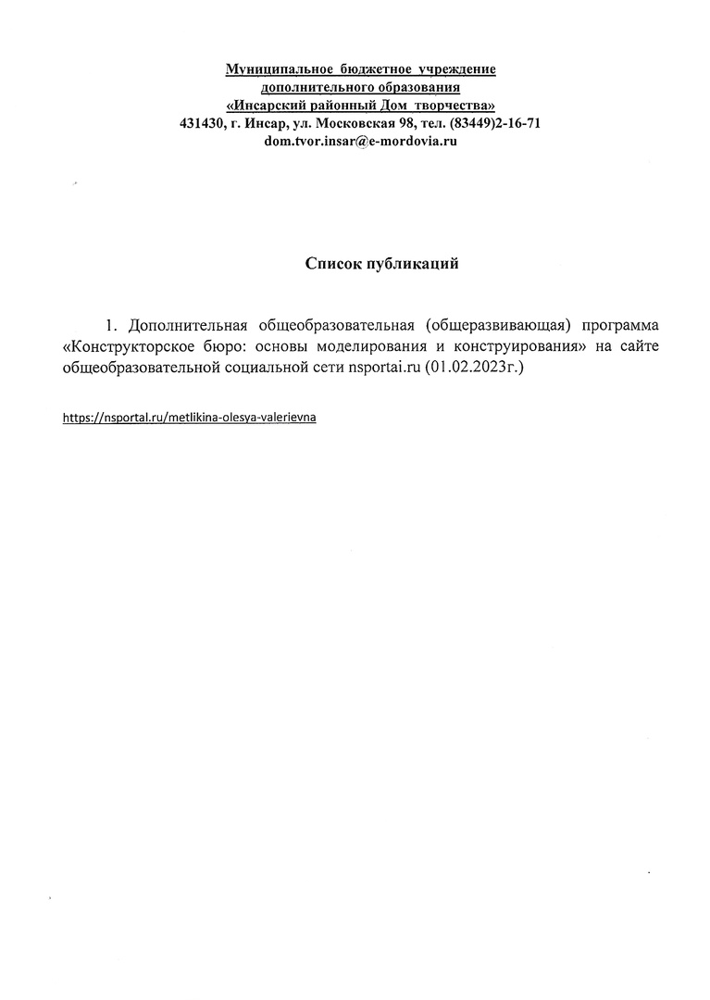 Муниципальное бюджетное учреждение
дополнительного образования
«Инсарский районный Дом творчества»
431430, г. Инсар, ул. Московская 98, тел. (83449)2-16-71
dom.tvor.insar@e-mordovia.ru
Список публикаций
1. Дополнительная общеобразовательная (общеразвивающая) программа
«Конструкторское бюро: основы моделирования и конструирования» на сайте
общеобразовательной социальной сети nsportai.ru (01.02.2023г.)
https://nsportal.ru/metlikina-olesya-valerievna